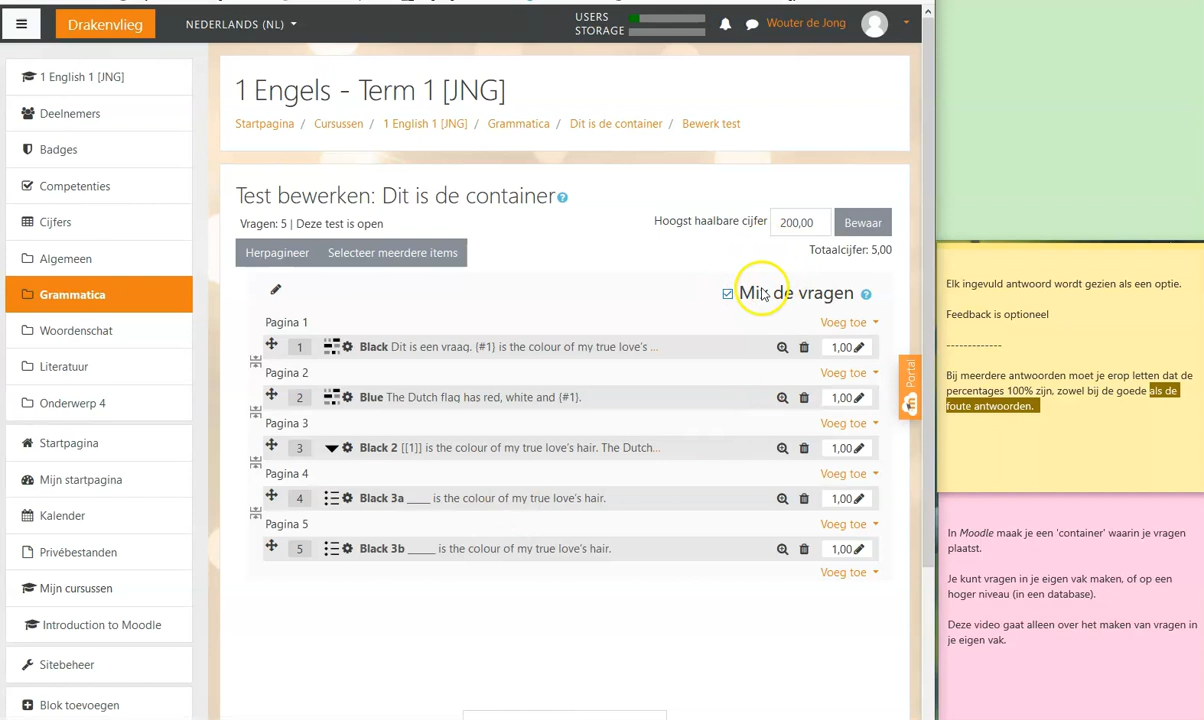 Drakenvlieg
NEDERLANDS (NL)
USERS
STORAGE
Wouter de Jong
1 English 1 [JNG]
Deelnemers
Badges
Competenties
Cijfers
Algemeen
Grammatica
Woordenschat
Literatuur
Onderwerp 4
Startpagina
Mijn startpagina
Kalender
Privébestanden
Mijn cursussen
Introduction to Moodle
Sitebeheer
Blok toevoegen
1 Engels - Term 1 [JNG]
Startpagina / Cursussen / 1 English 1 [JNG] / Grammatica / Dit is de container / Bewerk test
Test bewerken: Dit is de container
Vragen: 5 | Deze test is open
Hoogst haalbare cijfer 200,00 Bewaar
Herpagineer Selecteer meerdere items
Totaalcijfer: 5,00
Mix de vragen
Pagina 1 Voeg toe
1 Black Dit is een vraag. {#1} is the colour of my true love's ... 1,00
Pagina 2 Voeg toe
2 Blue The Dutch flag has red, white and {#1}. 1,00
Pagina 3 Voeg toe
3 Black 2 [[1]] is the colour of my true love's hair. The Dutch... 1,00
Pagina 4 Voeg toe
4 Black 3a ____ is the colour of my true love's hair. 1,00
Pagina 5 Voeg toe
5 Black 3b _____ is the colour of my true love's hair. 1,00
Voeg toe
Portal
Elk ingevuld antwoord wordt gezien als een optie.
Feedback is optioneel
-------------
Bij meerdere antwoorden moet je erop letten dat de
percentages 100% zijn, zowel bij de goede als de
foute antwoorden.
In Moodle maak je een 'container' waarin je vragen
plaatst.
Je kunt vragen in je eigen vak maken, of op een
hoger niveau (in een database).
Deze video gaat alleen over het maken van vragen in
je eigen vak.